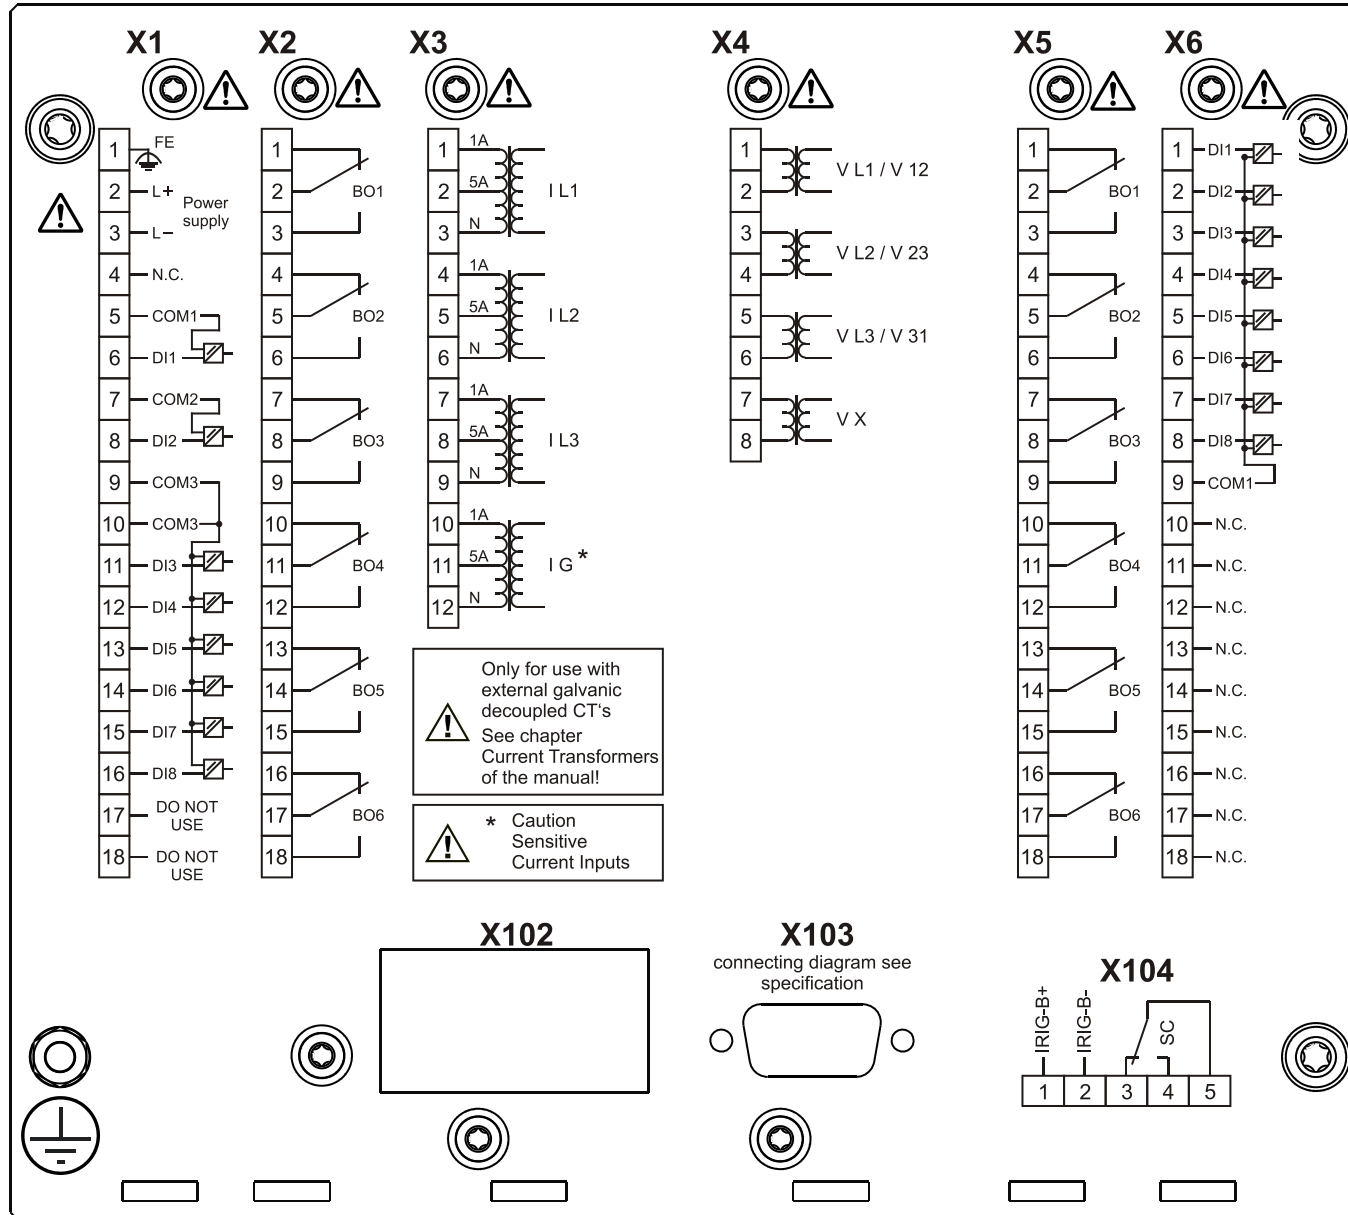 X1
X2
X3
X4
X5
X6
1 FE
2 L+
Power
supply
3 L–
4 N.C.
5 COM1
6 DI1
7 COM2
8 DI2
9 COM3
10 COM3
11 DI3
12 DI4
13 DI5
14 DI6
15 DI7
16 DI8
17 DO NOT
USE
18 DO NOT
USE
1
2 BO1
3
4
5 BO2
6
7
8 BO3
9
10
11 BO4
12
13
14 BO5
15
16
17 BO6
18
1 1A
2 5A I L1
3 N
4 1A
5 5A I L2
6 N
7 1A
8 5A I L3
9 N
10 1A
11 5A I G *
12 N
Only for use with
external galvanic
decoupled CT‘s
See chapter
Current Transformers
of the manual!
* Caution
Sensitive
Current Inputs
1
V L1 / V 12
2
3
V L2 / V 23
4
5
V L3 / V 31
6
7
V X
8
1
2 BO1
3
4
5 BO2
6
7
8 BO3
9
10
11 BO4
12
13
14 BO5
15
16
17 BO6
18
1 DI1
2 DI2
3 DI3
4 DI4
5 DI5
6 DI6
7 DI7
8 DI8
9 COM1
10 N.C.
11 N.C.
12 N.C.
13 N.C.
14 N.C.
15 N.C.
16 N.C.
17 N.C.
18 N.C.
X102
X103
connecting diagram see
specification
X104
IRIG-B+
IRIG-B-
SC
1 2 3 4 5